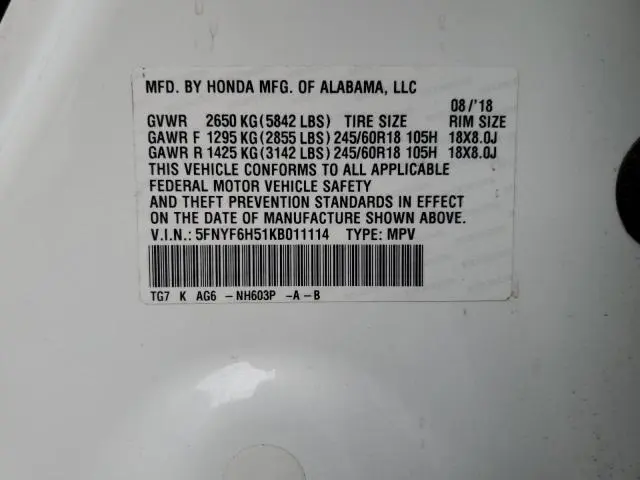 MFD. BY HONDA MFG. OF ALABAMA, LLC
08/'18
GVWR 2650 KG(5842 LBS) TIRE SIZE RIM SIZE
GAWR F 1295 KG(2855 LBS) 245/60R18 105H 18X8.0J
GAWR R 1425 KG(3142 LBS) 245/60R18 105H 18X8.0J
THIS VEHICLE CONFORMS TO ALL APPLICABLE
FEDERAL MOTOR VEHICLE SAFETY
AND THEFT PREVENTION STANDARDS IN EFFECT
ON THE DATE OF MANUFACTURE SHOWN ABOVE.
V.I.N.: 5FNYF6H51KB011114 TYPE: MPV
TG7 K AG6 -NH603P -A-B